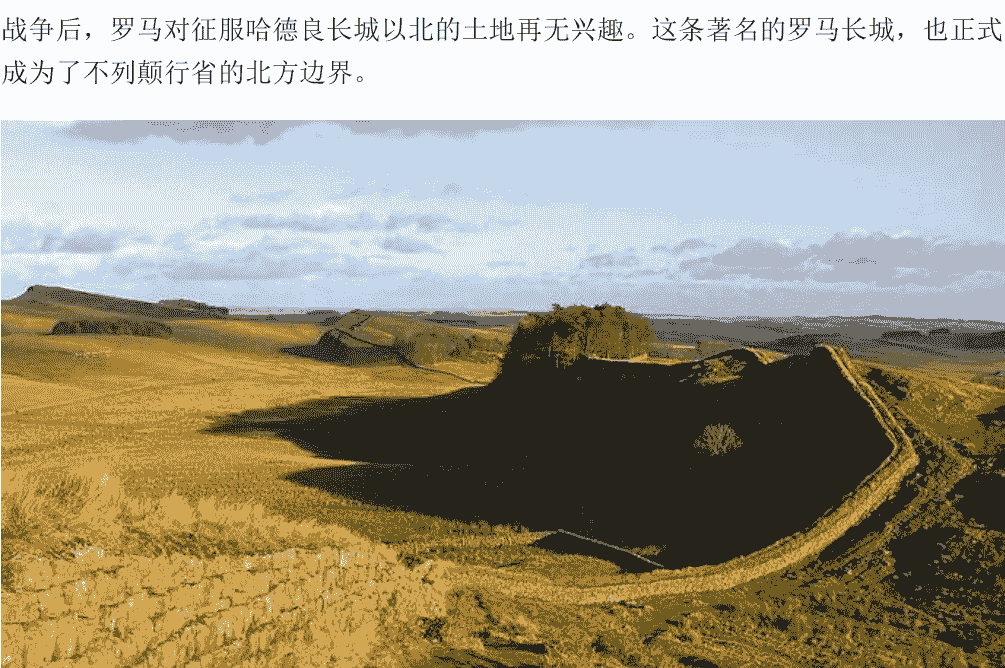 战争后，罗马对征服哈德良长城以北的土地再无兴趣。这条著名的罗马长城，也正式
成为了不列颠行省的北方边界。